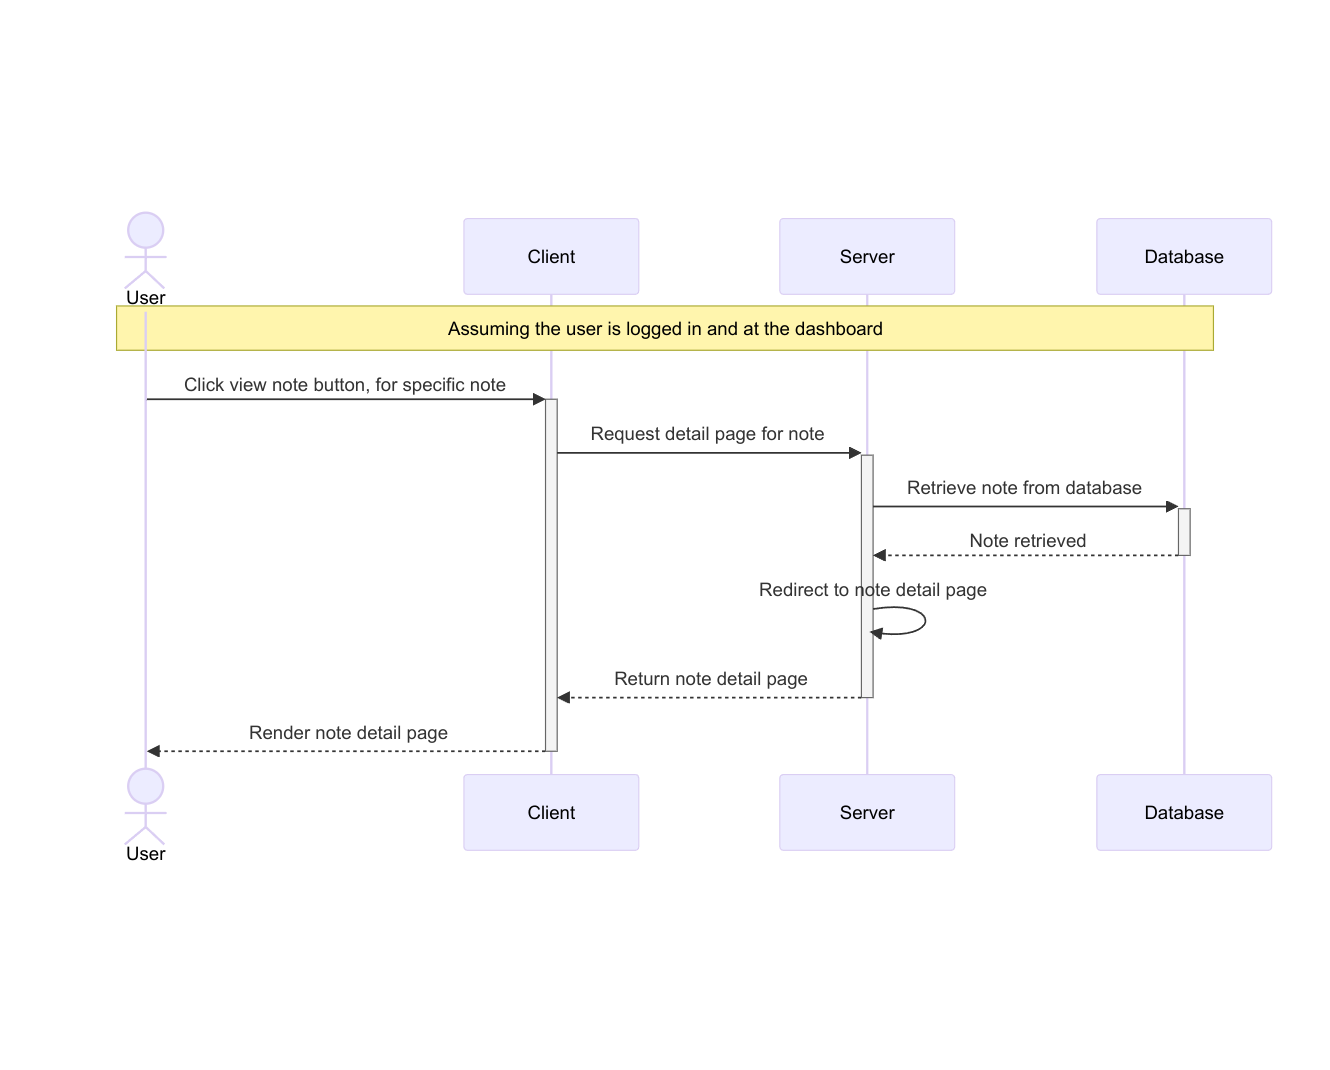 User
Client
Server
Database
Assuming the user is logged in and at the dashboard
Click view note button, for specific note
Request detail page for note
Retrieve note from database
Note retrieved
Redirect to note detail page
Return note detail page
Render note detail page
User
Client
Server
Database